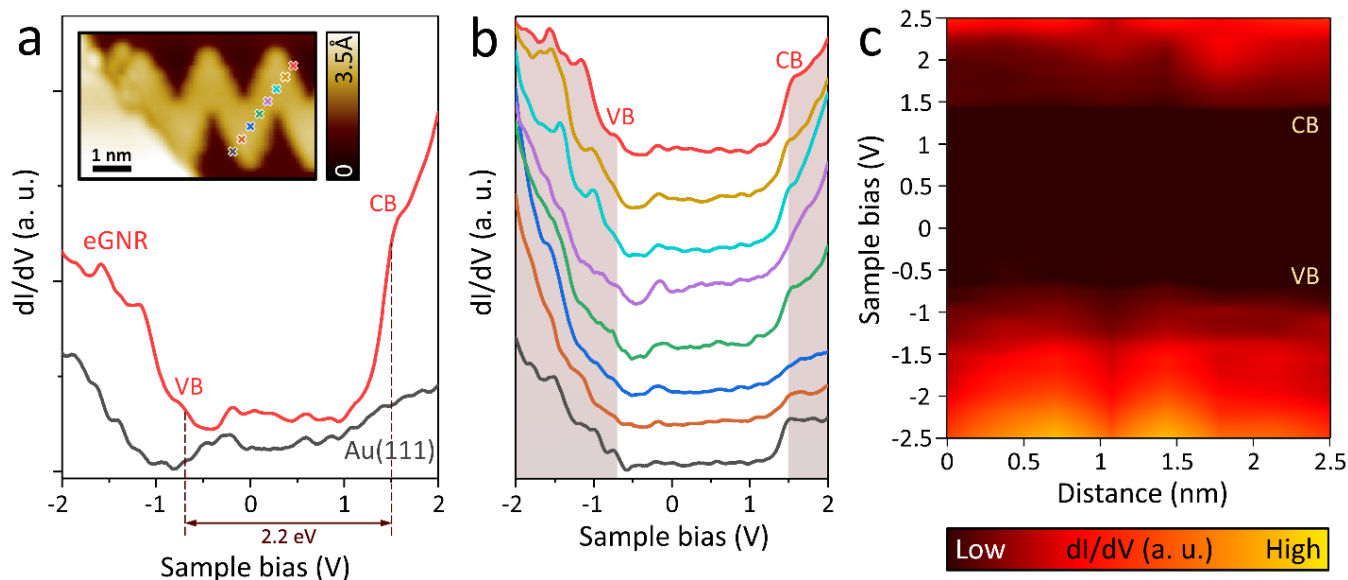 a
3.5Å
0
1 nm
eGNR
VB
CB
Au(111)
dI/dV (a. u.)
-2
-1
0
1
2
2.2 eV
Sample bias (V)
b
VB
CB
dI/dV (a. u.)
-2
-1
0
1
2
Sample bias (V)
c
2.5
2
1.5
1
0.5
0
-0.5
-1
-1.5
-2
-2.5
CB
VB
Sample bias (V)
0
0.5
1
1.5
2
2.5
Distance (nm)
Low dI/dV (a. u.) High